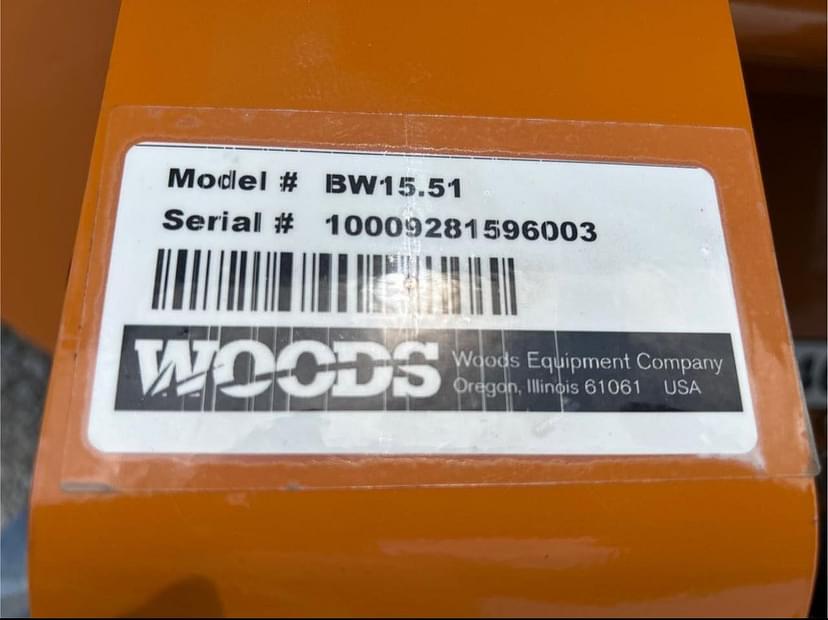 Model # BW15.51
Serial # 10009281596003
WOODS
Woods Equipment Company
Oregon, Illinois 61061 USA